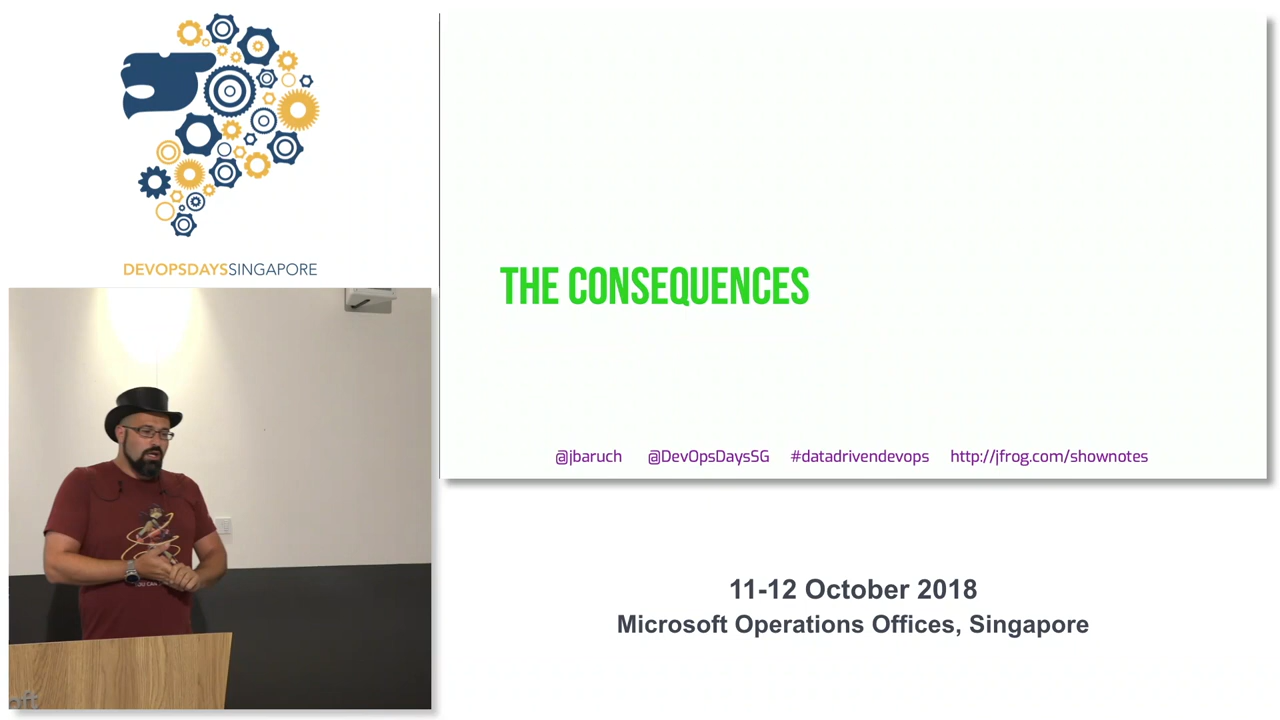 DEVOPSDAYSSINGAPORE
THE CONSEQUENCES
@jbaruch @DevOpsDaysSG #datadrivendevops http://jfrog.com/shownotes
11-12 October 2018
Microsoft Operations Offices, Singapore